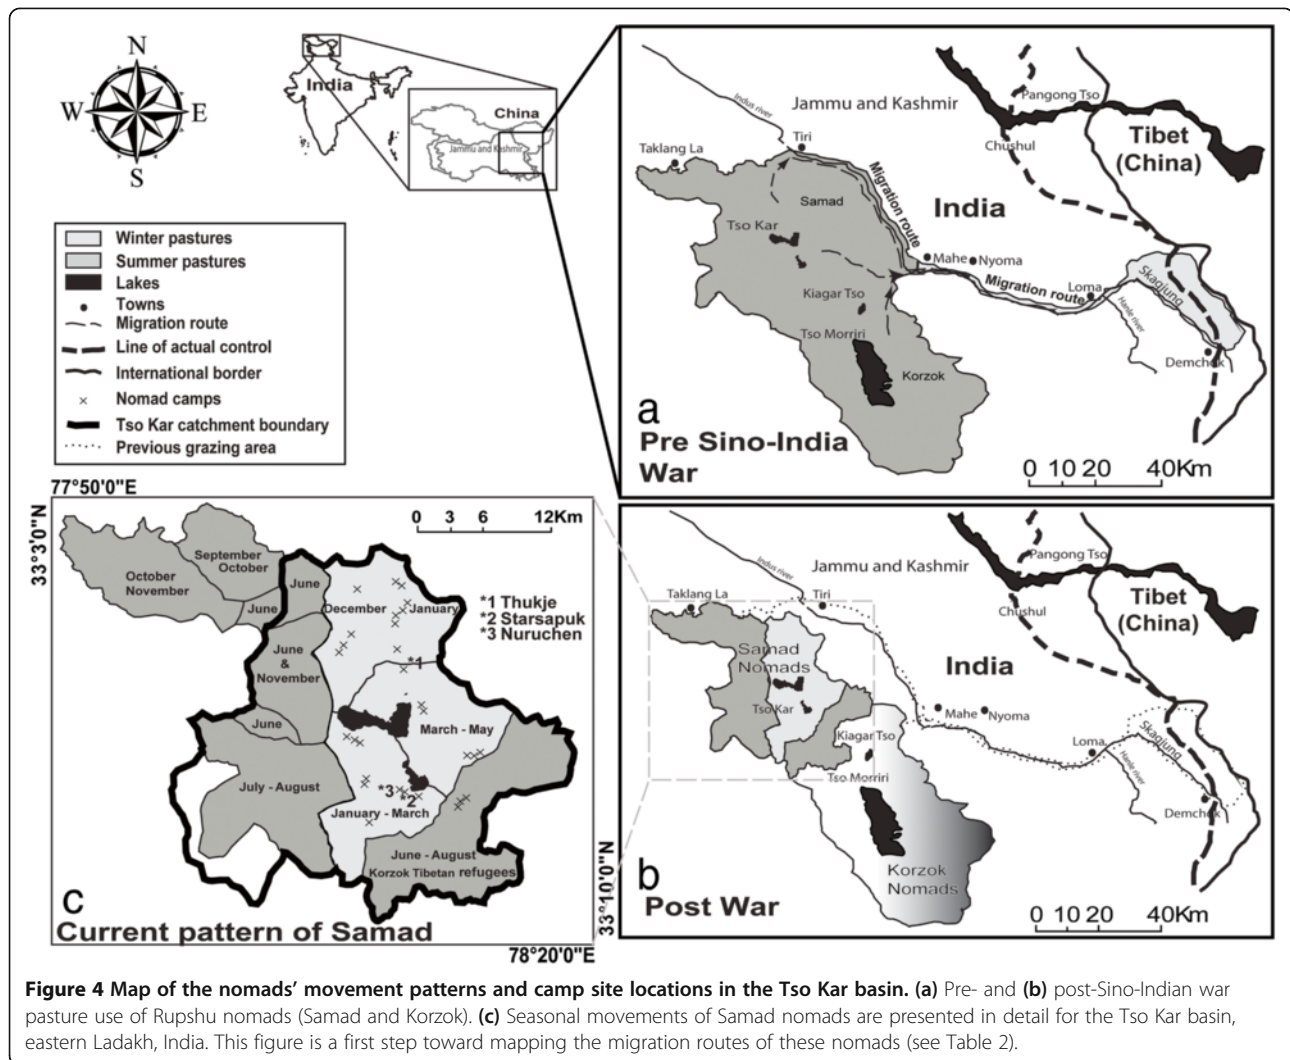 N
W
E
S
India
China
Jammu and Kashmir
Winter pastures
Summer pastures
Lakes
Towns
Migration route
Line of actual control
International border
Nomad camps
Tso Kar catchment boundary
Previous grazing area
Indus river
Jammu and Kashmir
Pangong Tso
Taklang La
Tiri
Chushul
Tibet
(China)
Migration route
Samad
India
Tso Kar
Mahe
Nyoma
Kiagar Tso
Migration route
Loma
Skagjung
Hanle river
Tso Morriri
Korzok
Demchok
a
Pre Sino-India
War
0 10 20 40Km
77°50'0"E
33°3'0"N
0 3 6 12Km
September
October
October
November
June
June
December
January
*1 Thukje
*2 Starsapuk
*3 Nuruchen
June
&
November
*1
June
March - May
July - August
*3
*2
January - March
June - August
Korzok Tibetan refugees
c
Current pattern of Samad
33°10'0"N
78°20'0"E
Indus river
Jammu and Kashmir
Pangong Tso
Taklang La
Tiri
Chushul
Tibet
(China)
Samad
Nomads
India
Tso Kar
Mahe
Nyoma
Kiagar Tso
Loma
Skagjung
Hanle river
Tso Morriri
Demchok
Korzok
Nomads
b
Post War
0 10 20 40Km
Figure 4 Map of the nomads' movement patterns and camp site locations in the Tso Kar basin. (a) Pre- and (b) post-Sino-Indian war
pasture use of Rupshu nomads (Samad and Korzok). (c) Seasonal movements of Samad nomads are presented in detail for the Tso Kar basin,
eastern Ladakh, India. This figure is a first step toward mapping the migration routes of these nomads (see Table 2).